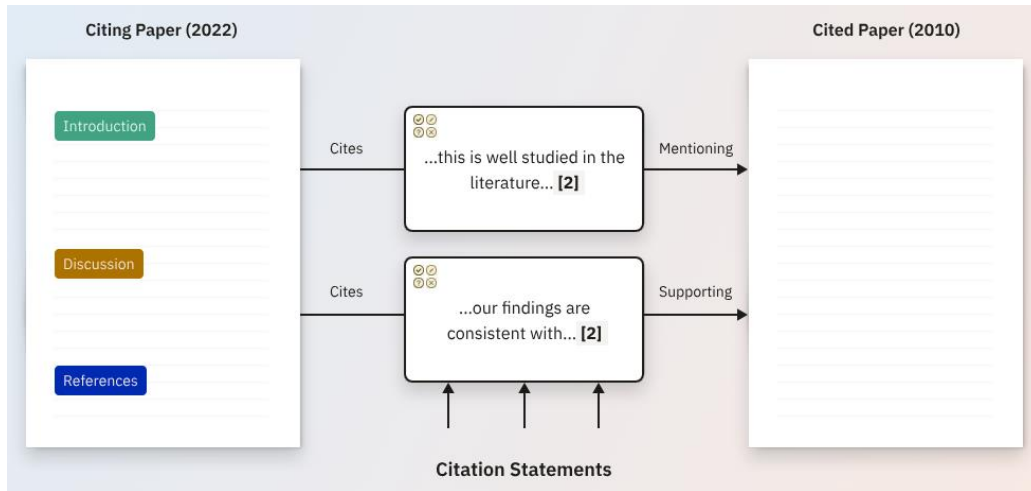 Citing Paper (2022)
Cited Paper (2010)
Introduction
Cites
...this is well studied in the
literature... [2]
Mentioning
Discussion
Cites
...our findings are
consistent with... [2]
Supporting
References
Citation Statements